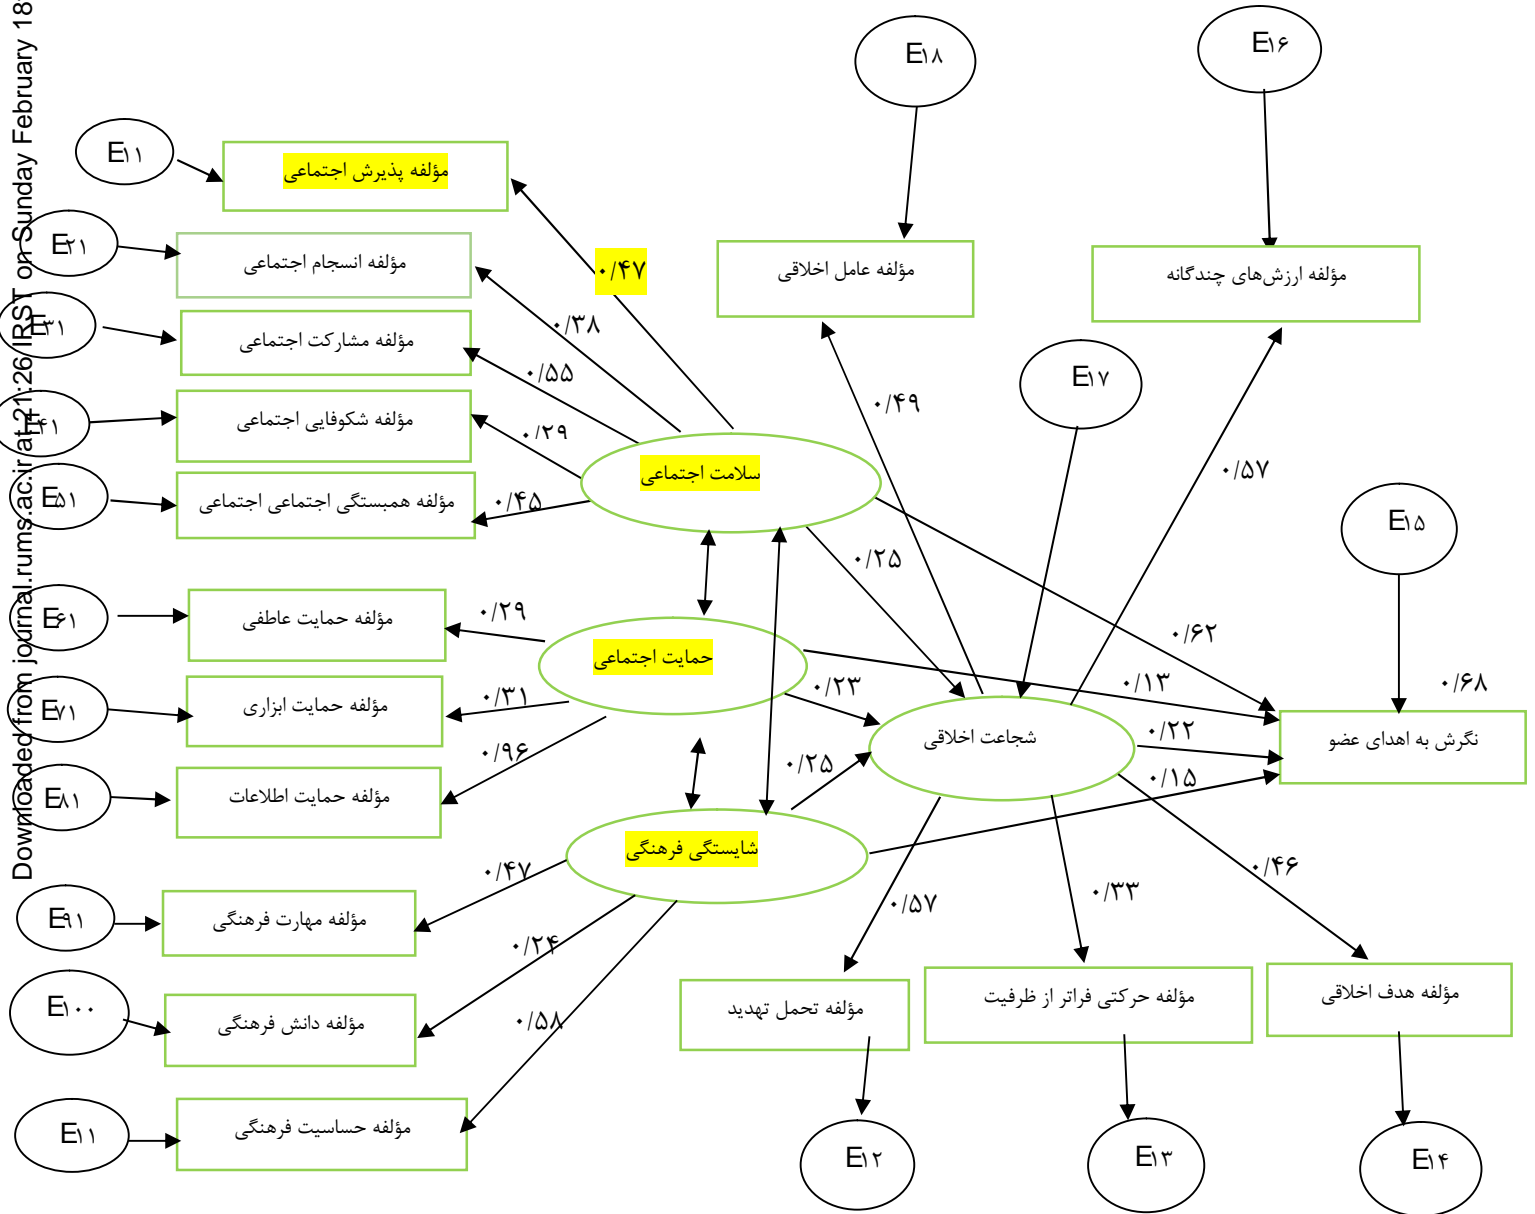 E۱۸
E۱۶
E۱۱
مؤلفه پذیرش اجتماعی
E۲۱
مؤلفه انسجام اجتماعی
۰/۴۷
مؤلفه عامل اخلاقی
مؤلفه ارزش‌های چندگانه
E۳۱
مؤلفه مشارکت اجتماعی
۰/۳۸
۰/۵۵
E۱۷
E۴۱
مؤلفه شکوفایی اجتماعی
۰/۲۹
۰/۴۹
سلامت اجتماعی
۰/۵۷
E۵۱
مؤلفه همبستگی اجتماعی اجتماعی
۰/۴۵
E۱۵
۰/۲۵
E۶۱
مؤلفه حمایت عاطفی
۰/۲۹
۰/۶۲
حمایت اجتماعی
۰/۲۳
۰/۱۳
۰/۶۸
E۷۱
مؤلفه حمایت ابزاری
۰/۳۱
شجاعت اخلاقی
۰/۲۲
نگرش به اهدای عضو
۰/۹۶
۰/۲۵
۰/۱۵
E۸۱
مؤلفه حمایت اطلاعات
شایستگی فرهنگی
۰/۴۷
۰/۴۶
E۹۱
مؤلفه مهارت فرهنگی
۰/۵۷
۰/۳۳
۰/۲۴
E۱۰۰
مؤلفه دانش فرهنگی
۰/۵۸
مؤلفه تحمل تهدید
مؤلفه حرکتی فراتر از ظرفیت
مؤلفه هدف اخلاقی
E۱۱
مؤلفه حساسیت فرهنگی
E۱۲
E۱۳
E۱۴
Downloaded from journal.rums.ac.ir at 21:26 IRST on Sunday February 18